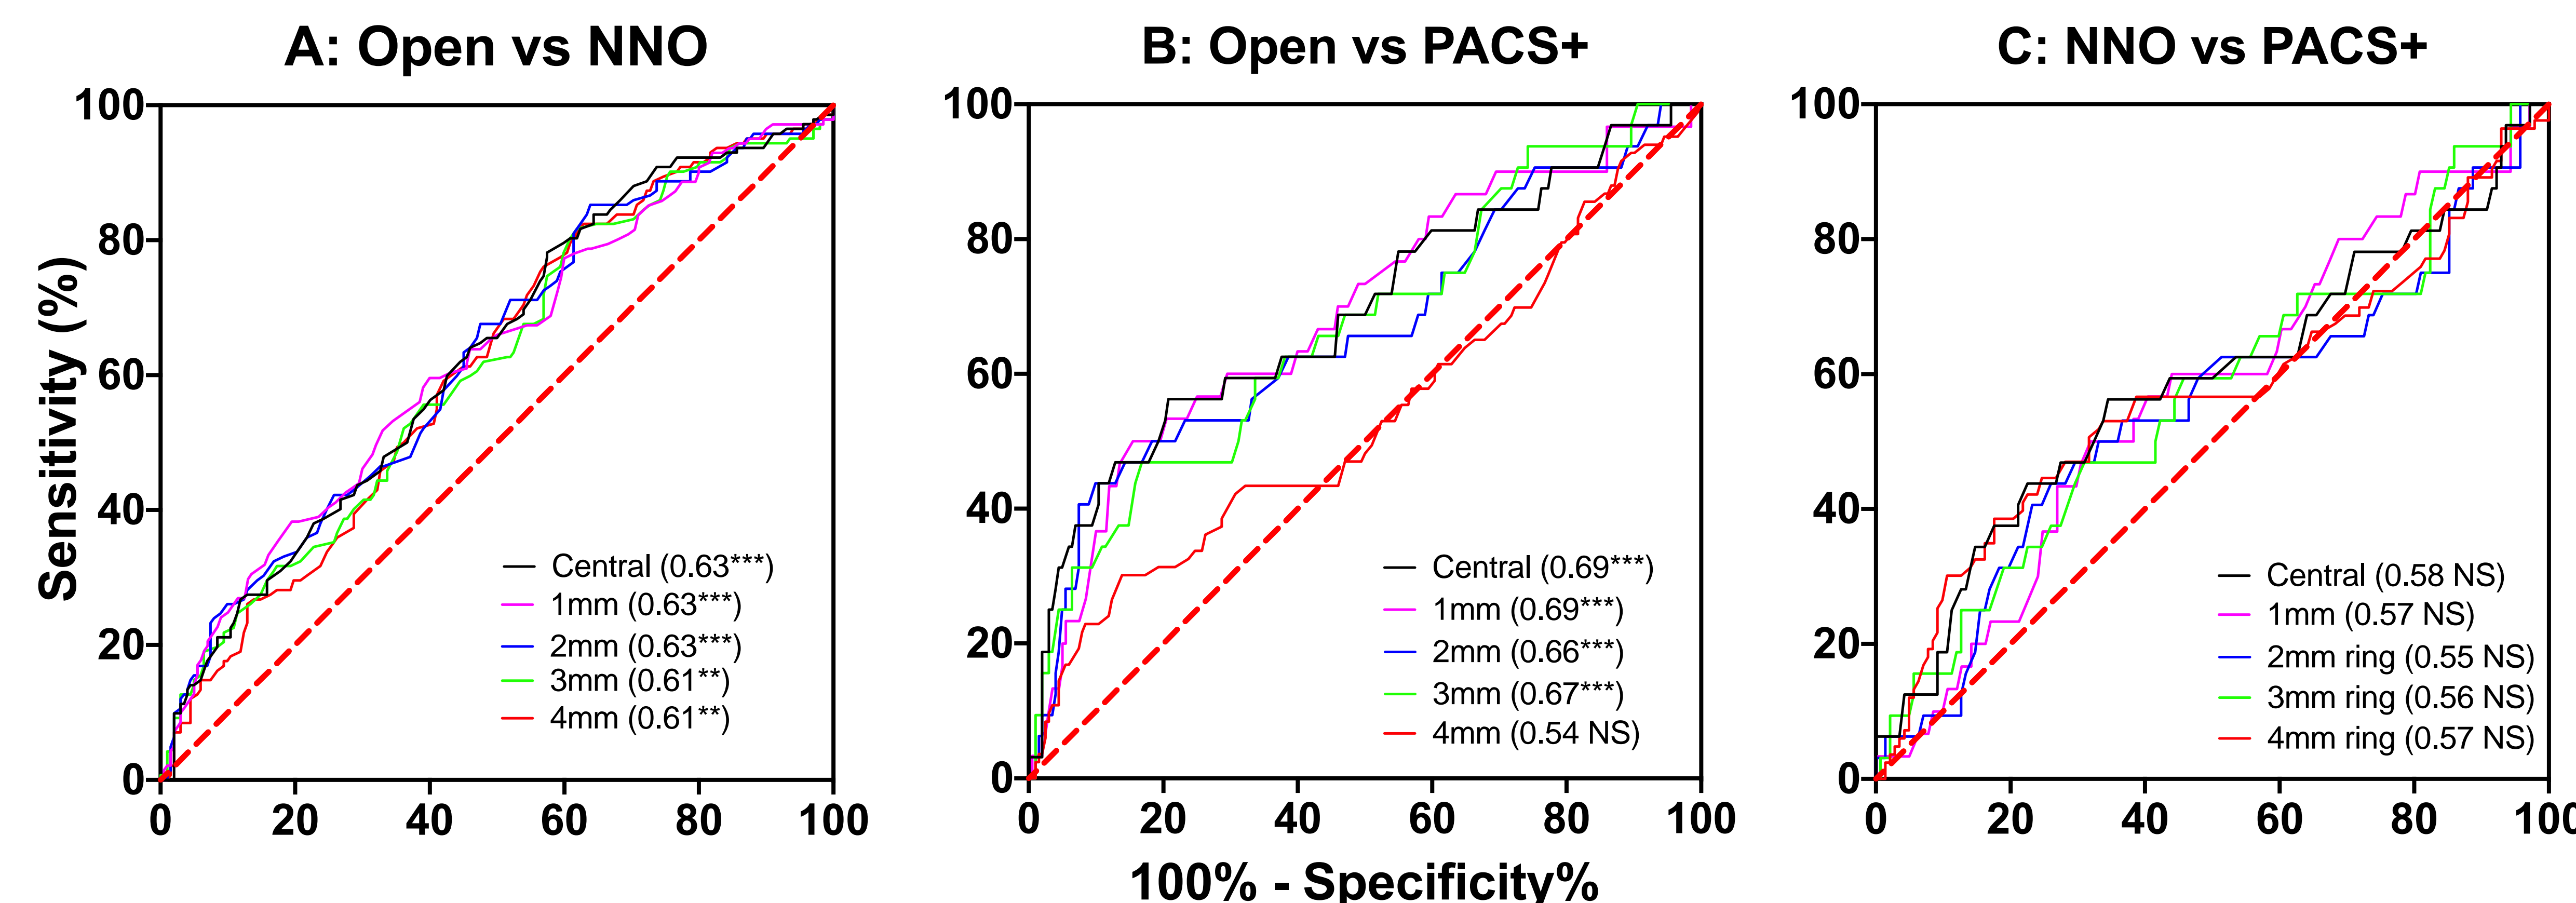 A: Open vs NNO
B: Open vs PACS+
C: NNO vs PACS+
Sensitivity (%)
100
80
60
40
20
0
0 20 40 60 80 100
Central (0.63***)
1mm (0.63***)
2mm (0.63***)
3mm (0.61**)
4mm (0.61**)
100
80
60
40
20
0
0 20 40 60 80 100
Central (0.69***)
1mm (0.69***)
2mm (0.66***)
3mm (0.67***)
4mm (0.54 NS)
100
80
60
40
20
0
0 20 40 60 80 100
Central (0.58 NS)
1mm (0.57 NS)
2mm ring (0.55 NS)
3mm ring (0.56 NS)
4mm ring (0.57 NS)
100% - Specificity%